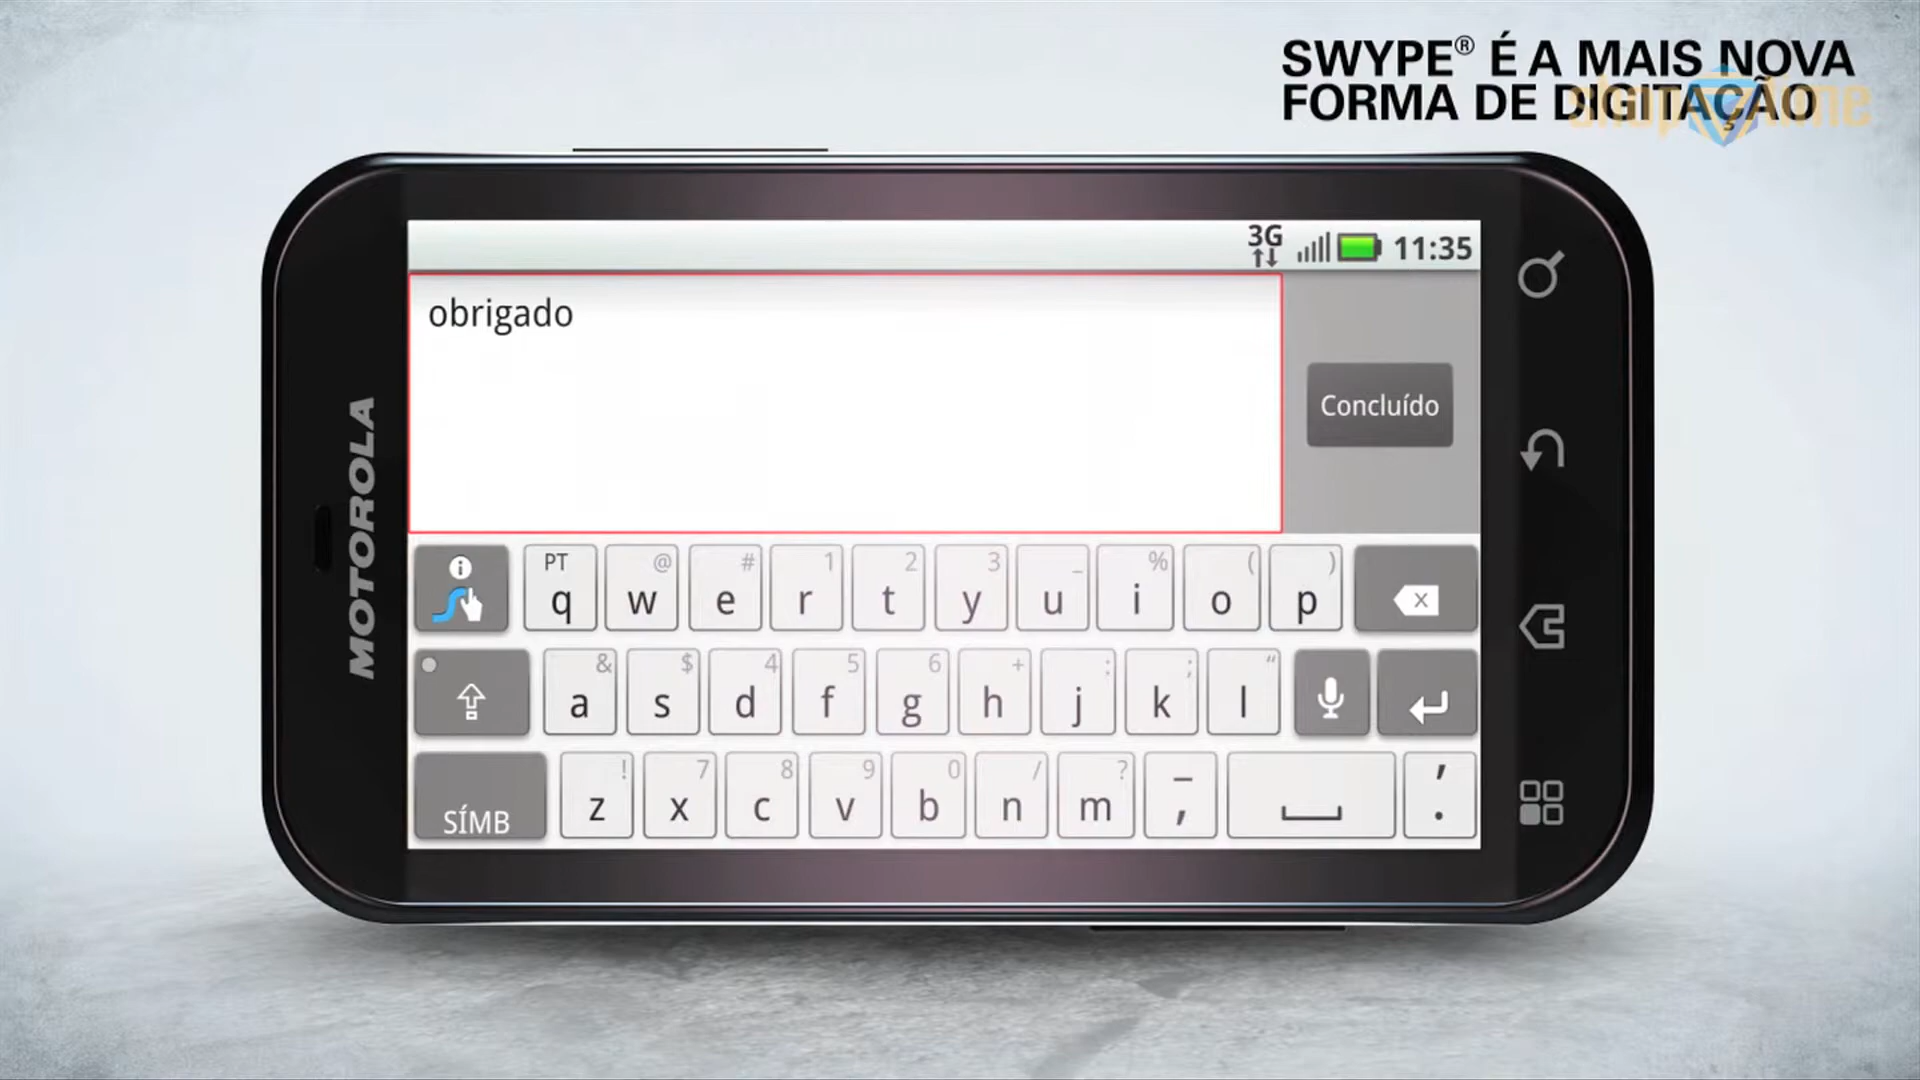 SWYPE® É A MAIS NOVA
FORMA DE DIGITAÇÃO
shoptime
MOTOROLA
3G 11:35
obrigado
Concluído
PT @ # 1 2 3 _ % ( )
q w e r t y u i o p
& $ 4 5 6 + : ; “
a s d f g h j k l
! 7 8 9 0 / ? – '
SÍMB z x c v b n m , .